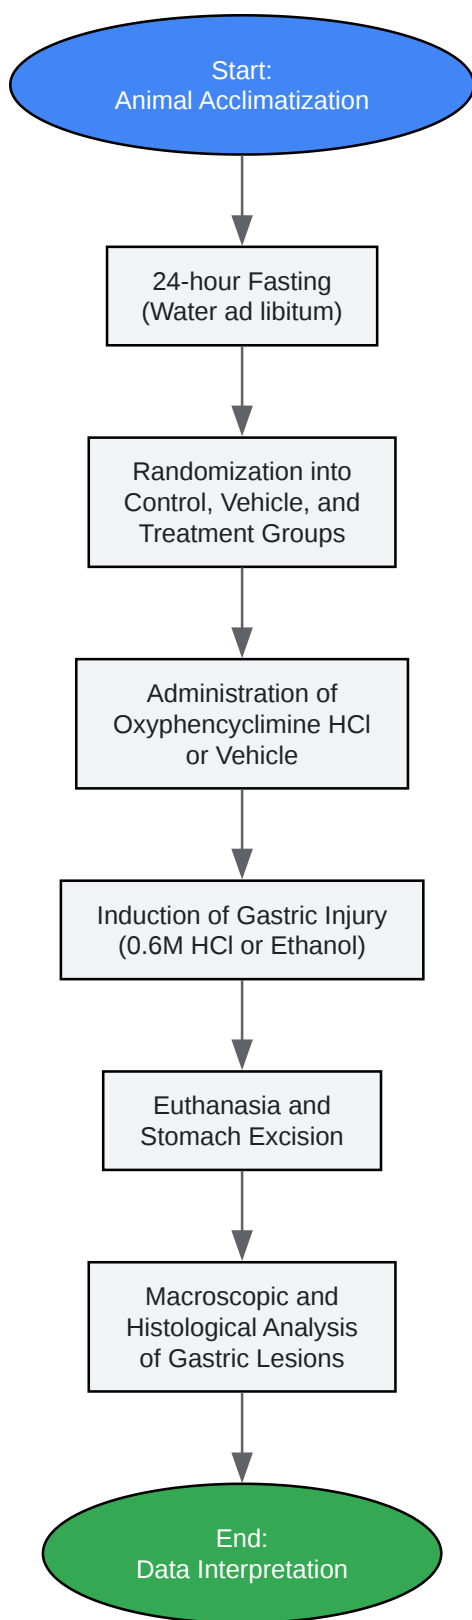 Start:
Animal Acclimatization
24-hour Fasting
(Water ad libitum)
Randomization into
Control, Vehicle, and
Treatment Groups
Administration of
Oxyphencyclimine HCl
or Vehicle
Induction of Gastric Injury
(0.6M HCl or Ethanol)
Euthanasia and
Stomach Excision
Macroscopic and
Histological Analysis
of Gastric Lesions
End:
Data Interpretation